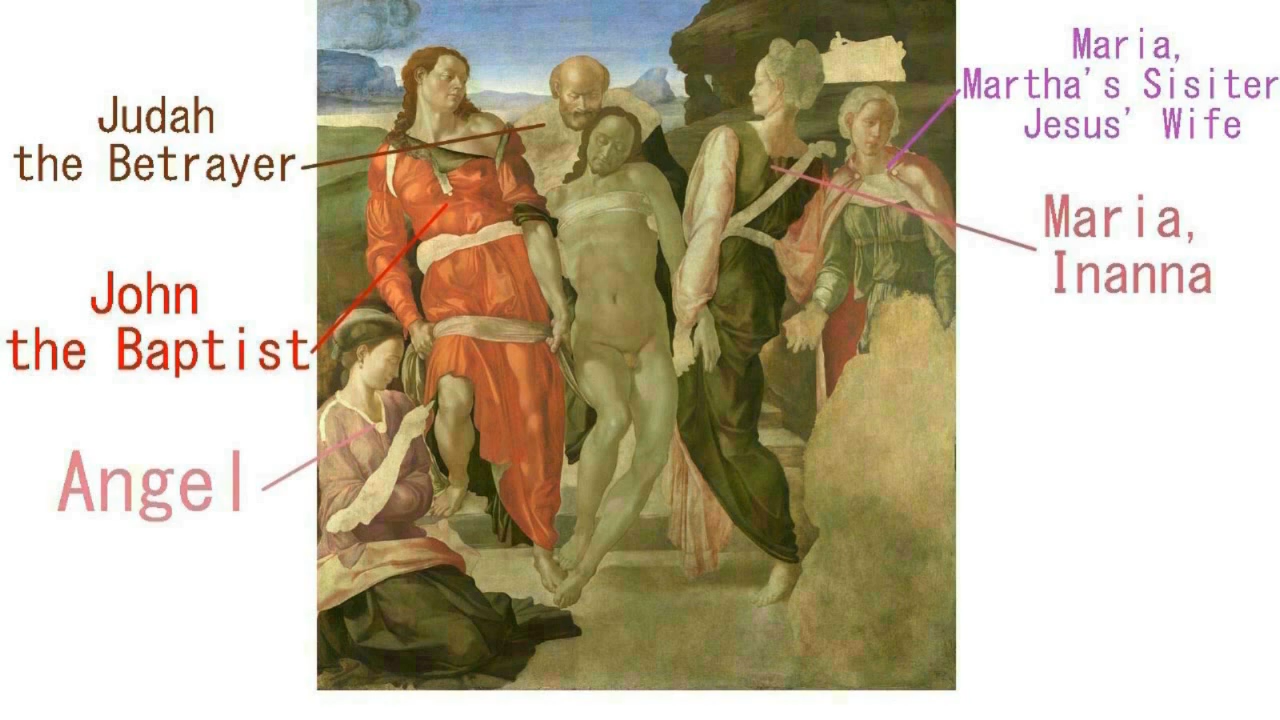 Judah
the Betrayer
John
the Baptist
Angel
Maria,
Martha's Sisiter
Jesus' Wife
Maria,
Inanna